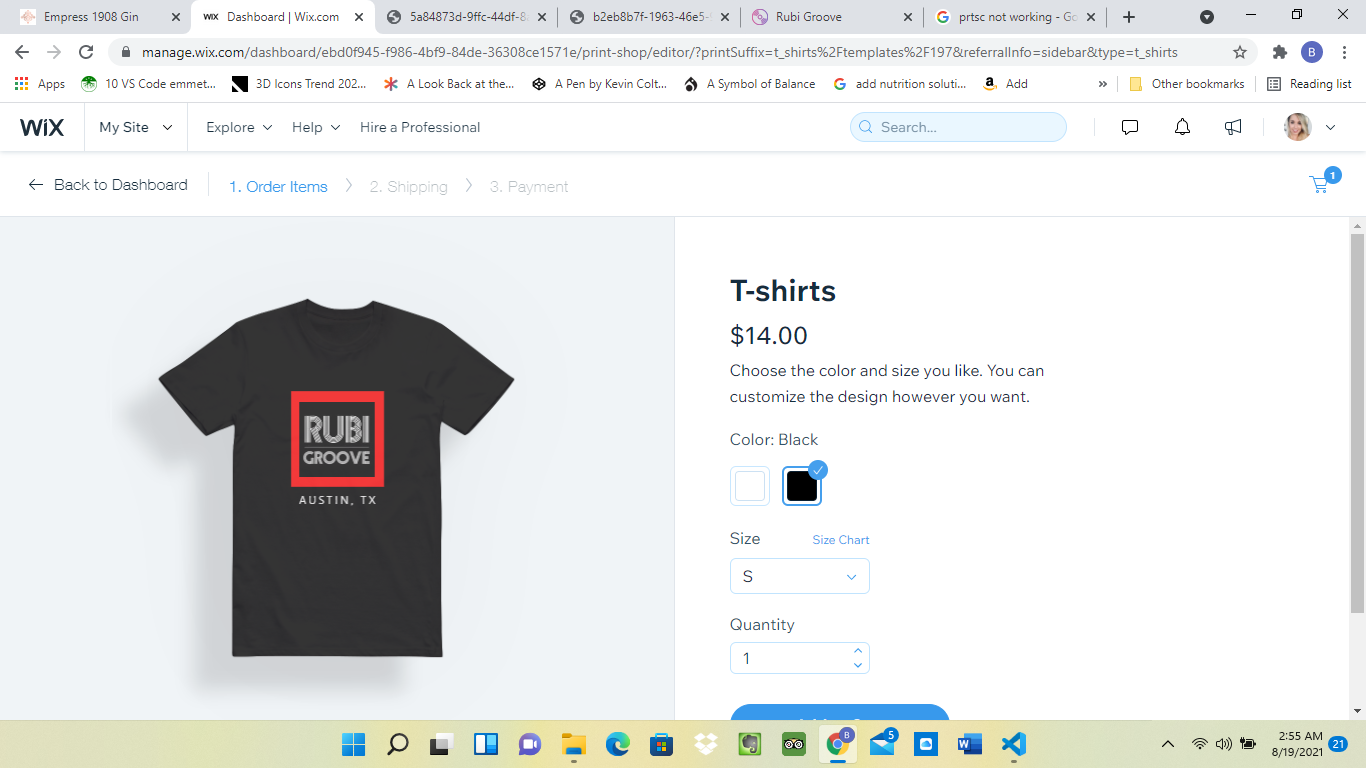 Empress 1908 Gin
WIX Dashboard | Wix.com
5a84873d-9ffc-44df-8
b2eb8b7f-1963-46e5-
Rubi Groove
prtsc not working - Go
manage.wix.com/dashboard/ebd0f945-f986-4bf9-84de-36308ce1571e/print-shop/editor/?printSuffix=t_shirts%2Ftemplates%2F197&referralInfo=sidebar&type=t_shirts
B
Apps
10 VS Code emmet...
3D Icons Trend 202...
A Look Back at the...
A Pen by Kevin Colt...
A Symbol of Balance
add nutrition soluti...
Add
»
Other bookmarks
Reading list
WIX
My Site
Explore
Help
Hire a Professional
Search...
Back to Dashboard
1. Order Items
2. Shipping
3. Payment
1
RUBI
GROOVE
AUSTIN, TX
T-shirts
$14.00
Choose the color and size you like. You can
customize the design however you want.
Color: Black
Size
Size Chart
S
Quantity
1
B
5
2:55 AM
8/19/2021
21